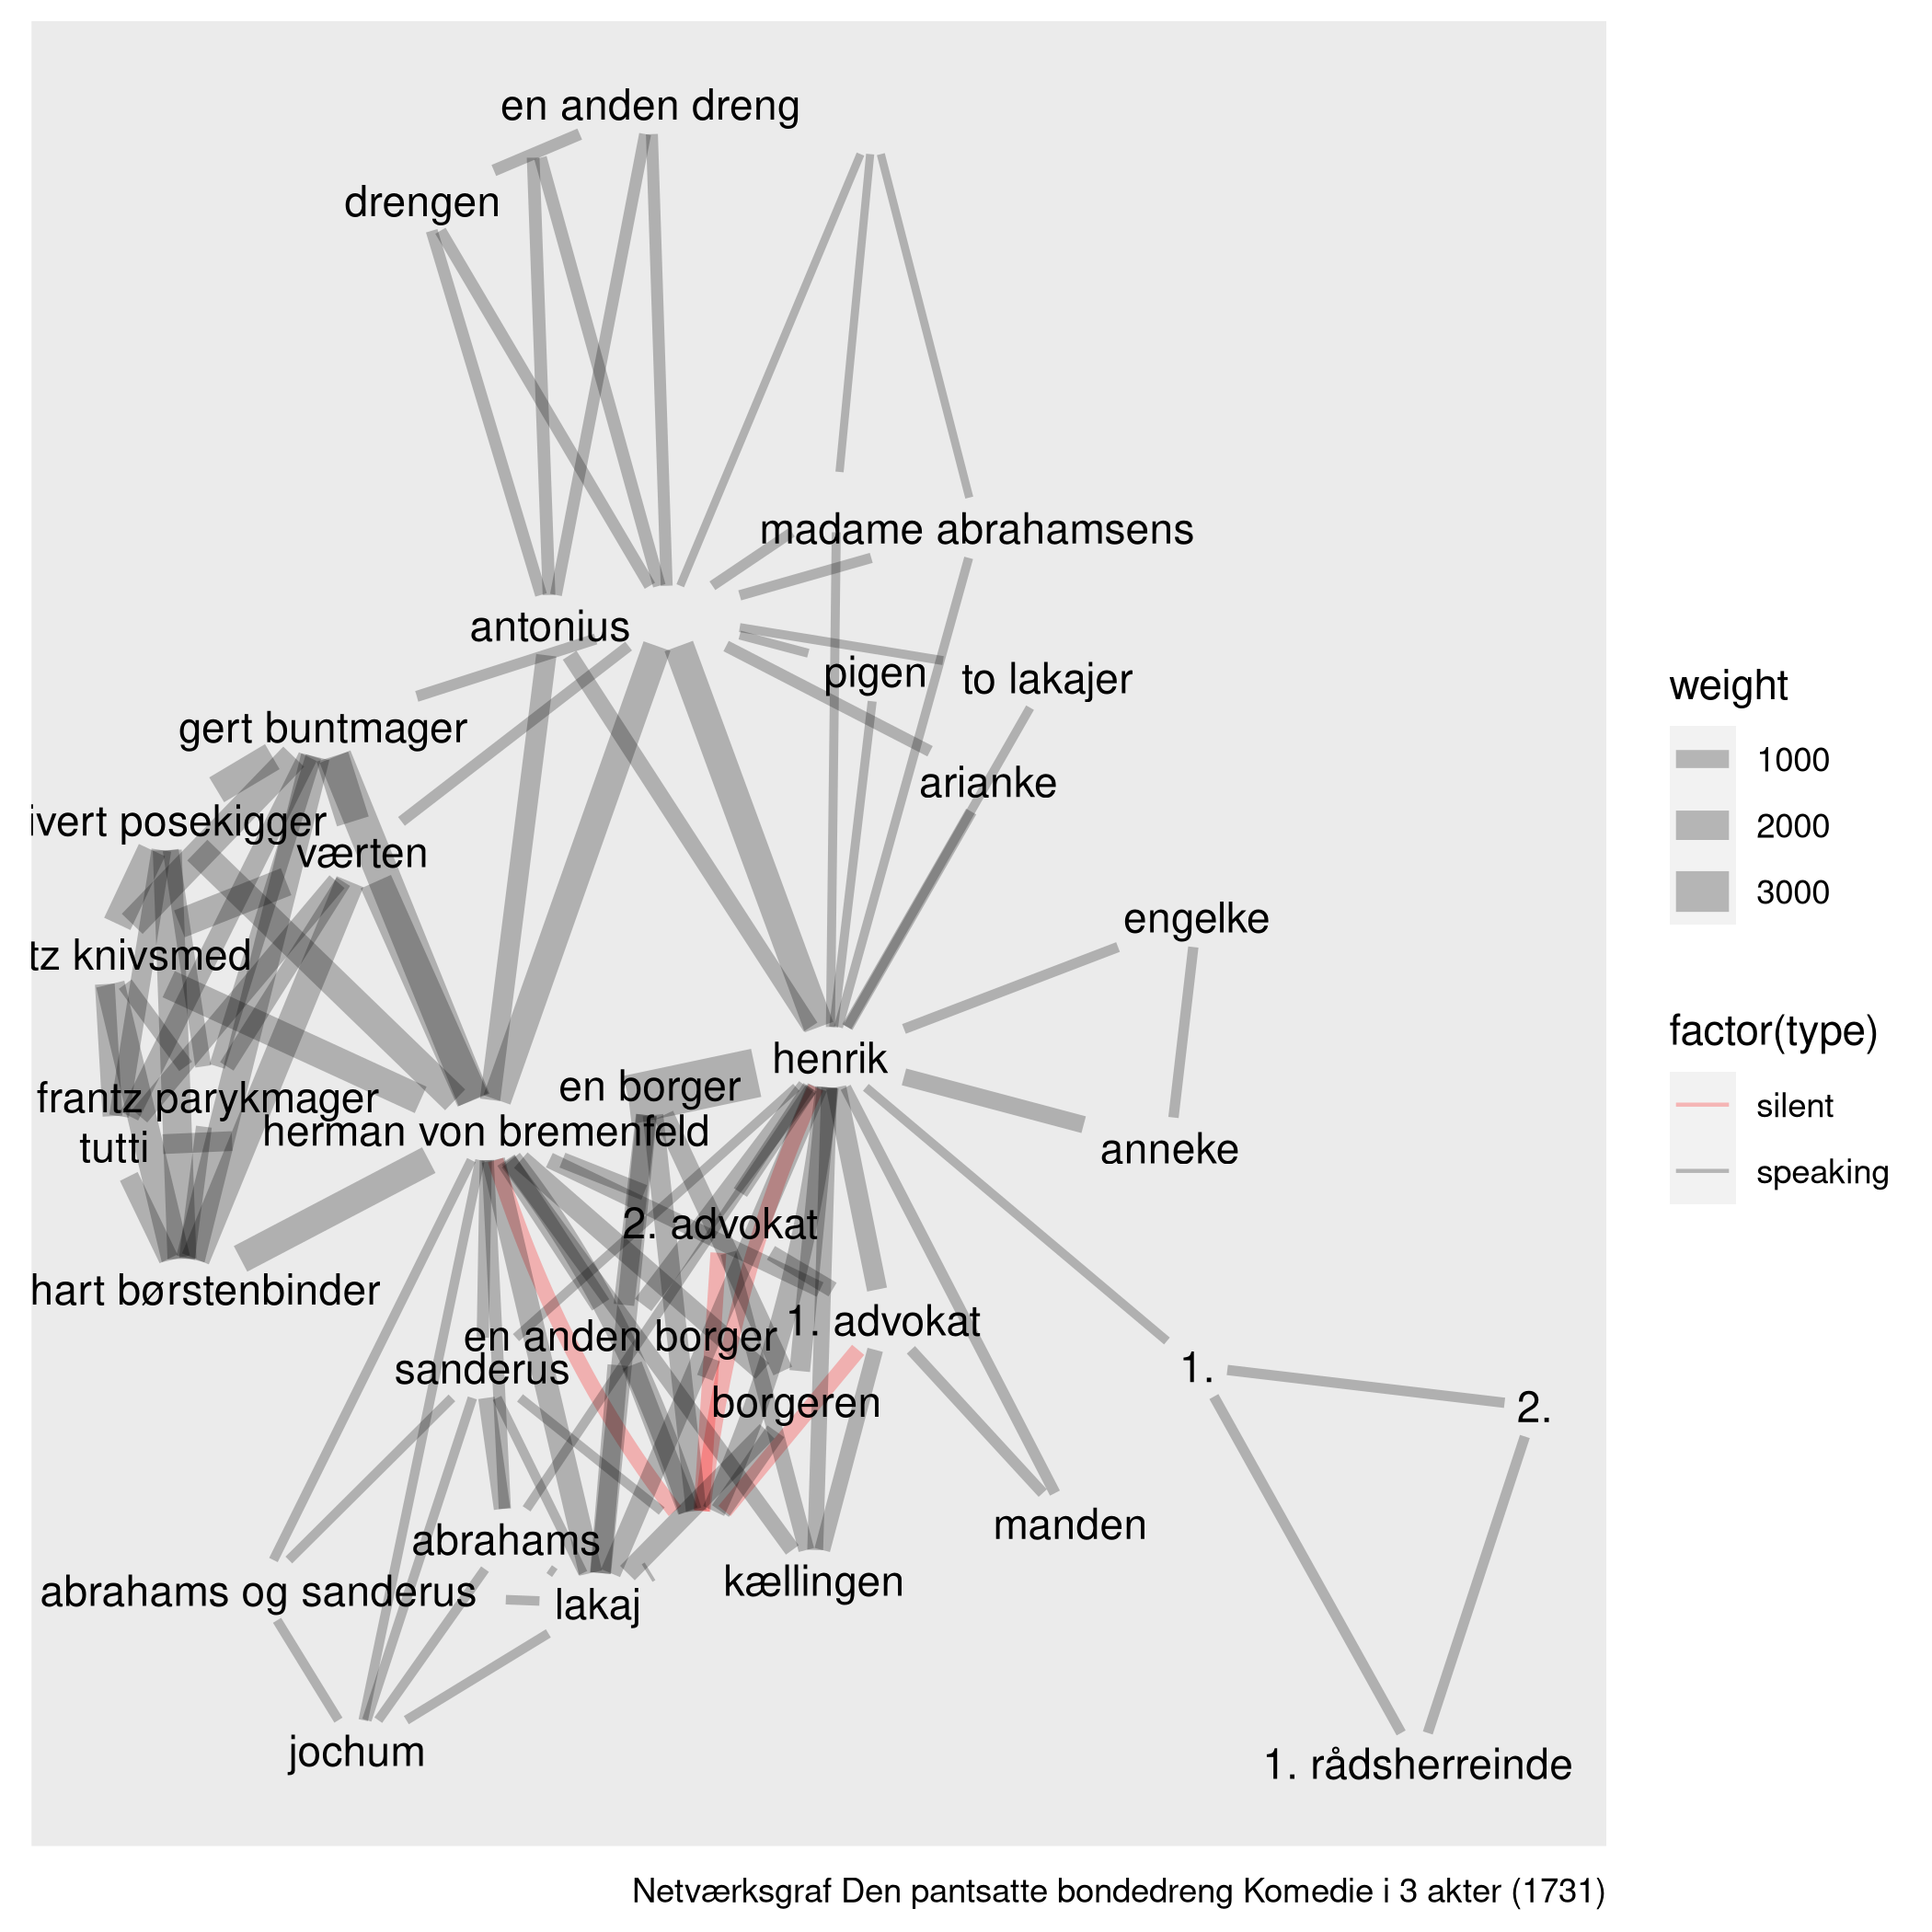 en anden dreng
drengen
madame abrahamsens
antonius
pigen
to lakajer
gert buntmager
arianke
ivert posekigger
værten
engelke
tz knivsmed
henrik
en borger
frantz parykmager
herman von bremenfeld
tutti
anneke
2. advokat
hart børstenbinder
1. advokat
en anden borger
sanderus
1.
borgeren
2.
manden
abrahams
kællingen
abrahams og sanderus
lakaj
jochum
1. rådsherreinde
weight
1000
2000
3000
factor(type)
silent
speaking
Netværksgraf Den pantsatte bondedreng Komedie i 3 akter (1731)